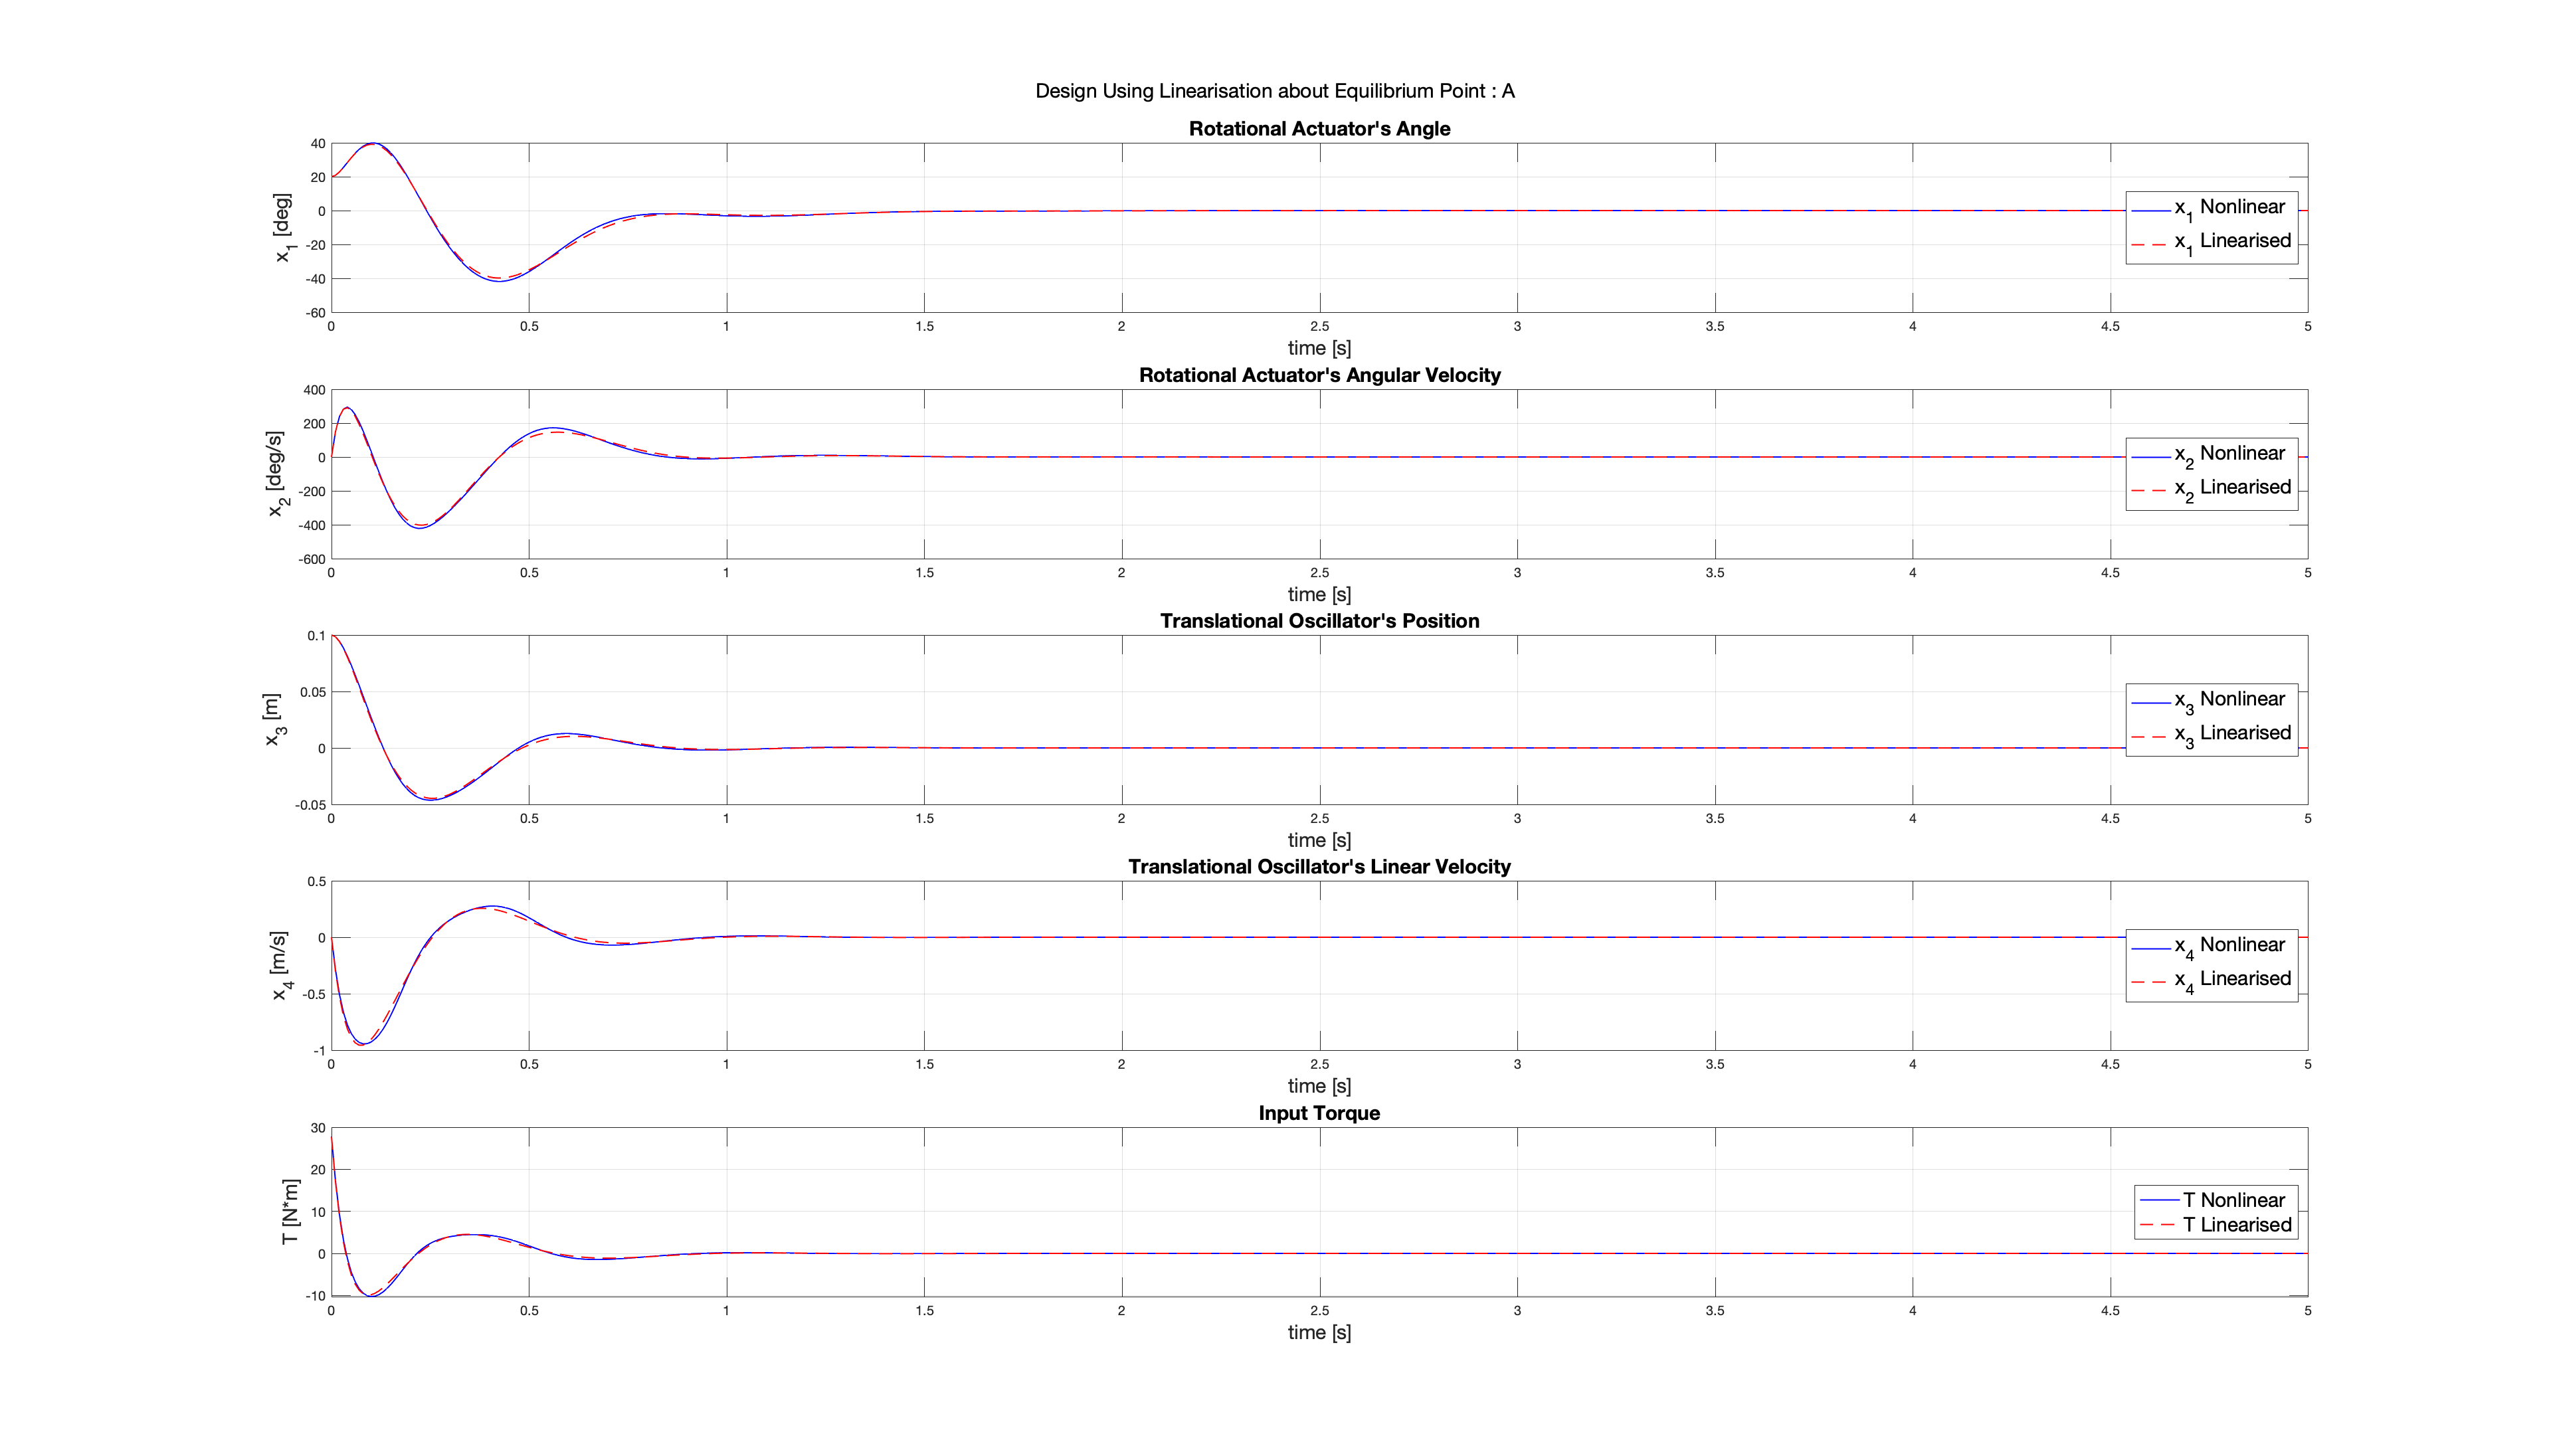 Design Using Linearisation about Equilibrium Point : A
Rotational Actuator's Angle
x1 [deg]
40
20
0
-20
-40
-60
0 0.5 1 1.5 2 2.5 3 3.5 4 4.5 5
time [s]
x1 Nonlinear
x1 Linearised
Rotational Actuator's Angular Velocity
x2 [deg/s]
400
200
0
-200
-400
-600
0 0.5 1 1.5 2 2.5 3 3.5 4 4.5 5
time [s]
x2 Nonlinear
x2 Linearised
Translational Oscillator's Position
x3 [m]
0.1
0.05
0
-0.05
0 0.5 1 1.5 2 2.5 3 3.5 4 4.5 5
time [s]
x3 Nonlinear
x3 Linearised
Translational Oscillator's Linear Velocity
x4 [m/s]
0.5
0
-0.5
-1
0 0.5 1 1.5 2 2.5 3 3.5 4 4.5 5
time [s]
x4 Nonlinear
x4 Linearised
Input Torque
T [N*m]
30
20
10
0
-10
0 0.5 1 1.5 2 2.5 3 3.5 4 4.5 5
time [s]
T Nonlinear
T Linearised